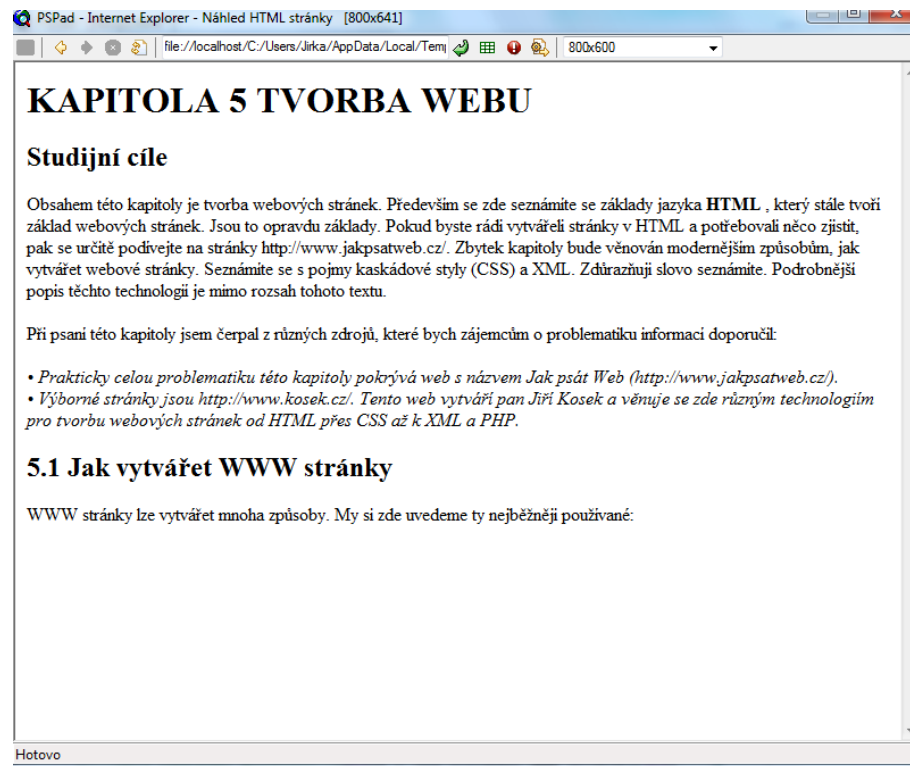 PSPad - Internet Explorer - Náhled HTML stránky [800x641]
file://localhost/C:/Users/Jirka/AppData/Local/Tem 800x600
KAPITOLA 5 TVORBA WEBU
Studijní cíle
Obsahem této kapitoly je tvorba webových stránek. Především se zde seznámite se základy jazyka HTML , který stále tvoří
základ webových stránek. Jsou to opravdu základy. Pokud byste rádi vytvářeli stránky v HTML a potřebovali něco zjistit,
pak se určitě podívejte na stránky http://www.jakpsatweb.cz/. Zbytek kapitoly bude věnován modernějším způsobům, jak
vytvářet webové stránky. Seznámite se s pojmy kaskádové styly (CSS) a XML. Zdůrazňuji slovo seznámite. Podrobnější
popis těchto technologií je mimo rozsah tohoto textu.
Při psaní této kapitoly jsem čerpal z různých zdrojů, které bych zájemcům o problematiku informací doporučil:
• Prakticky celou problematiku této kapitoly pokrývá web s názvem Jak psát Web (http://www.jakpsatweb.cz/).
• Výborné stránky jsou http://www.kosek.cz/. Tento web vytváří pan Jiří Kosek a věnuje se zde různým technologiím
pro tvorbu webových stránek od HTML přes CSS až k XML a PHP.
5.1 Jak vytvářet WWW stránky
WWW stránky lze vytvářet mnoha způsoby. My si zde uvedeme ty nejběžněji používané:
Hotovo